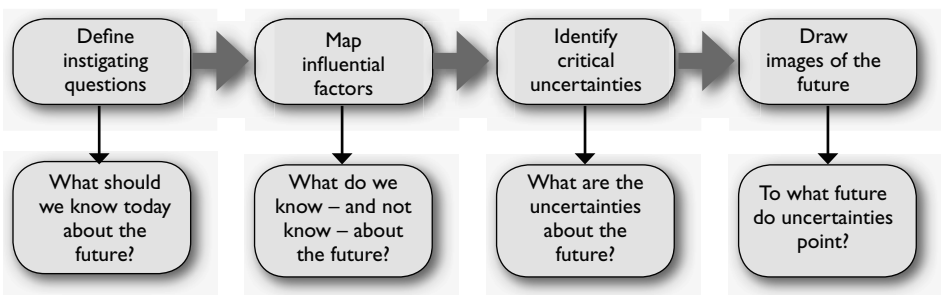 Define
instigating
questions
Map
influential
factors
Identify
critical
uncertainties
Draw
images of the
future
What should
we know today
about the
future?
What do we
know – and not
know – about
the future?
What are the
uncertainties
about the
future?
To what future
do uncertainties
point?